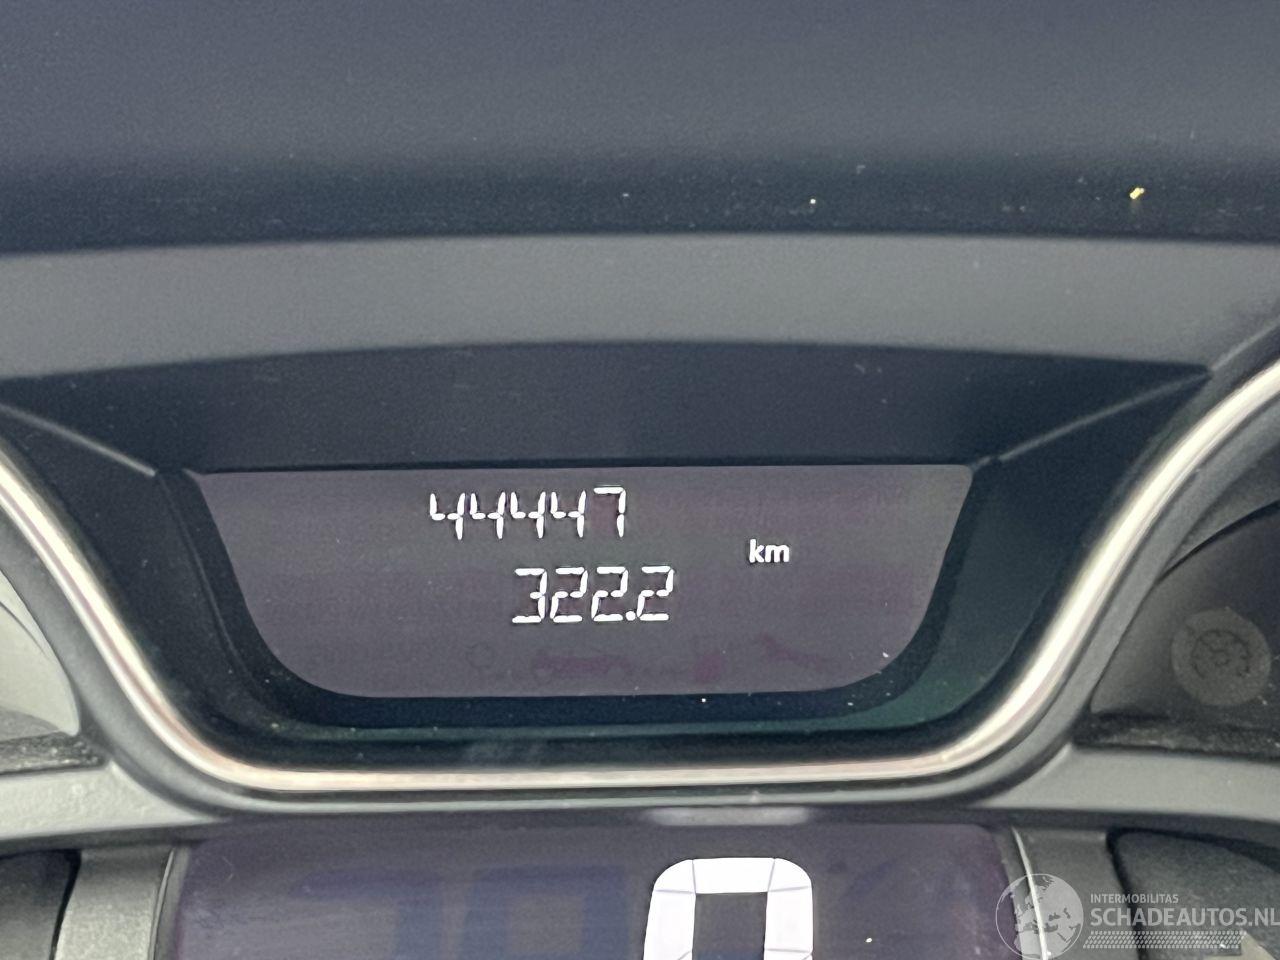 44447
km
322.2
0
INTERMOBILITAS
SCHADEAUTOS.NL